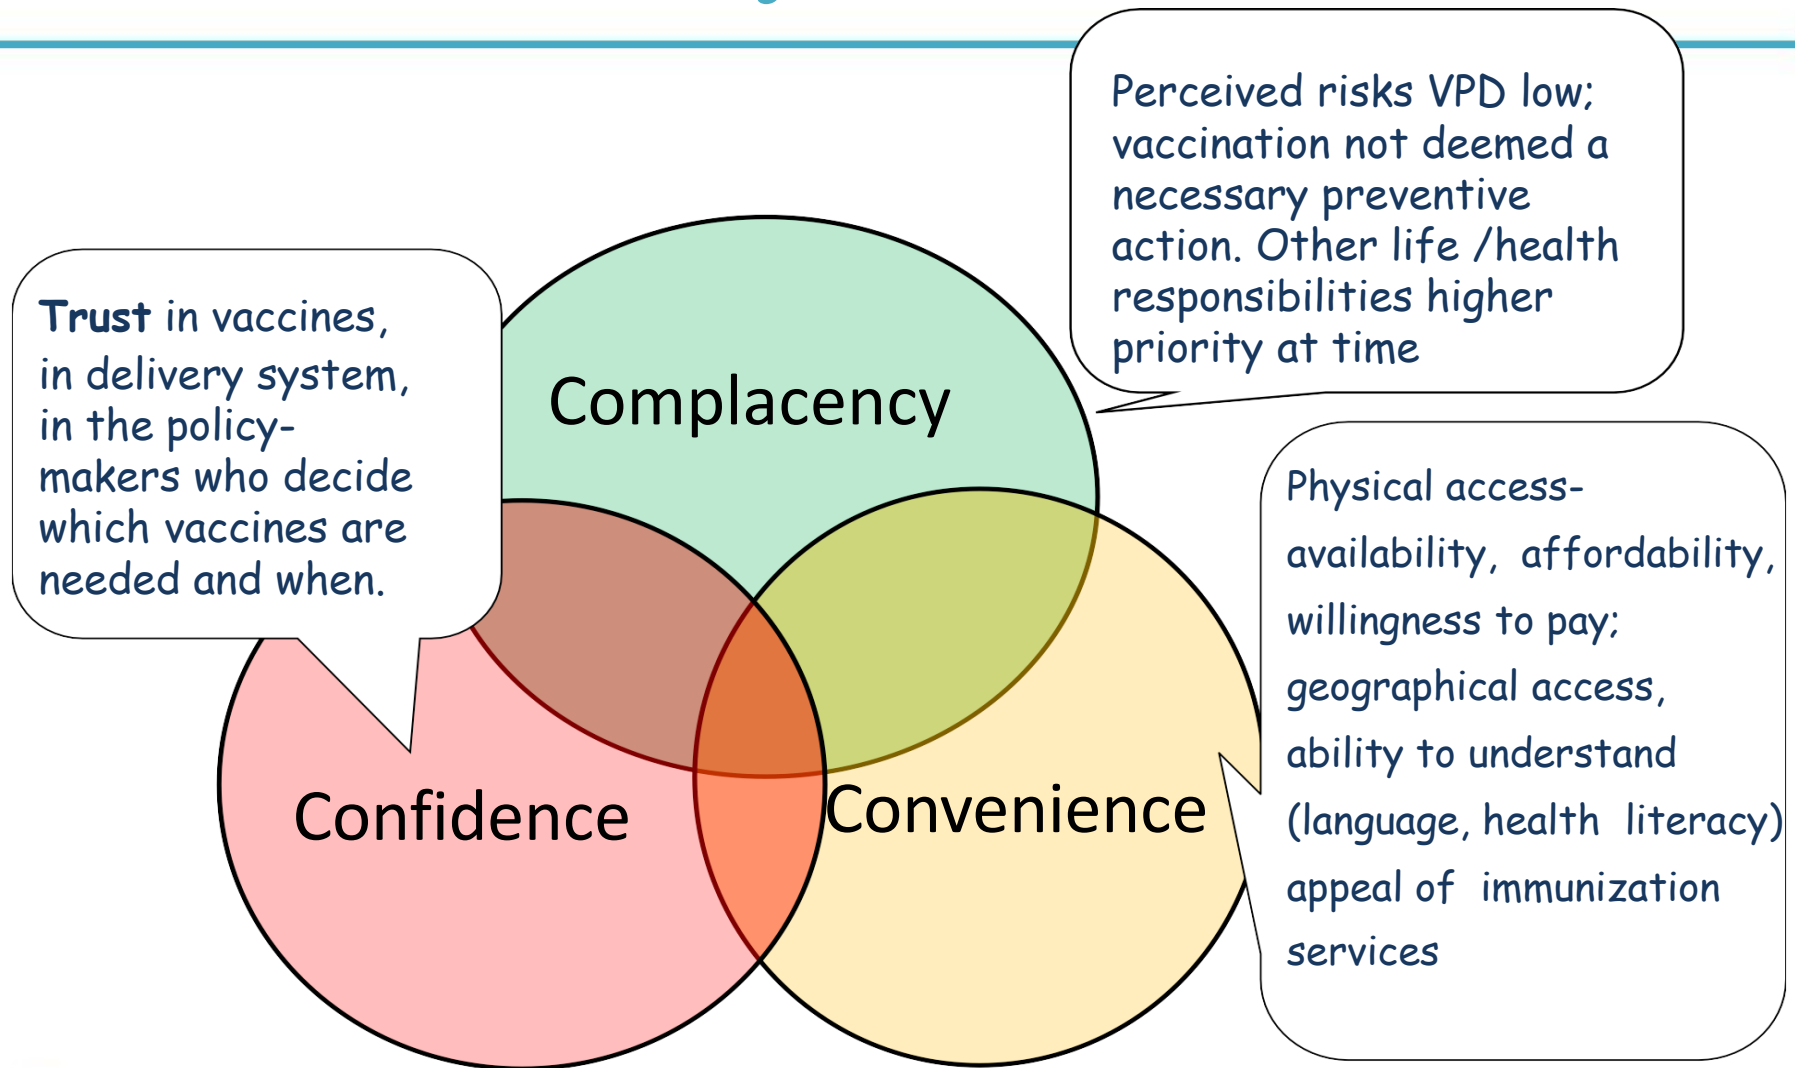 Perceived risks VPD low;
vaccination not deemed a
necessary preventive
action. Other life /health
responsibilities higher
priority at time
Trust in vaccines,
in delivery system,
in the policy-
makers who decide
which vaccines are
needed and when.
Complacency
Physical access-
availability, affordability,
willingness to pay;
geographical access,
ability to understand
(language, health literacy)
appeal of immunization
services
Confidence
Convenience